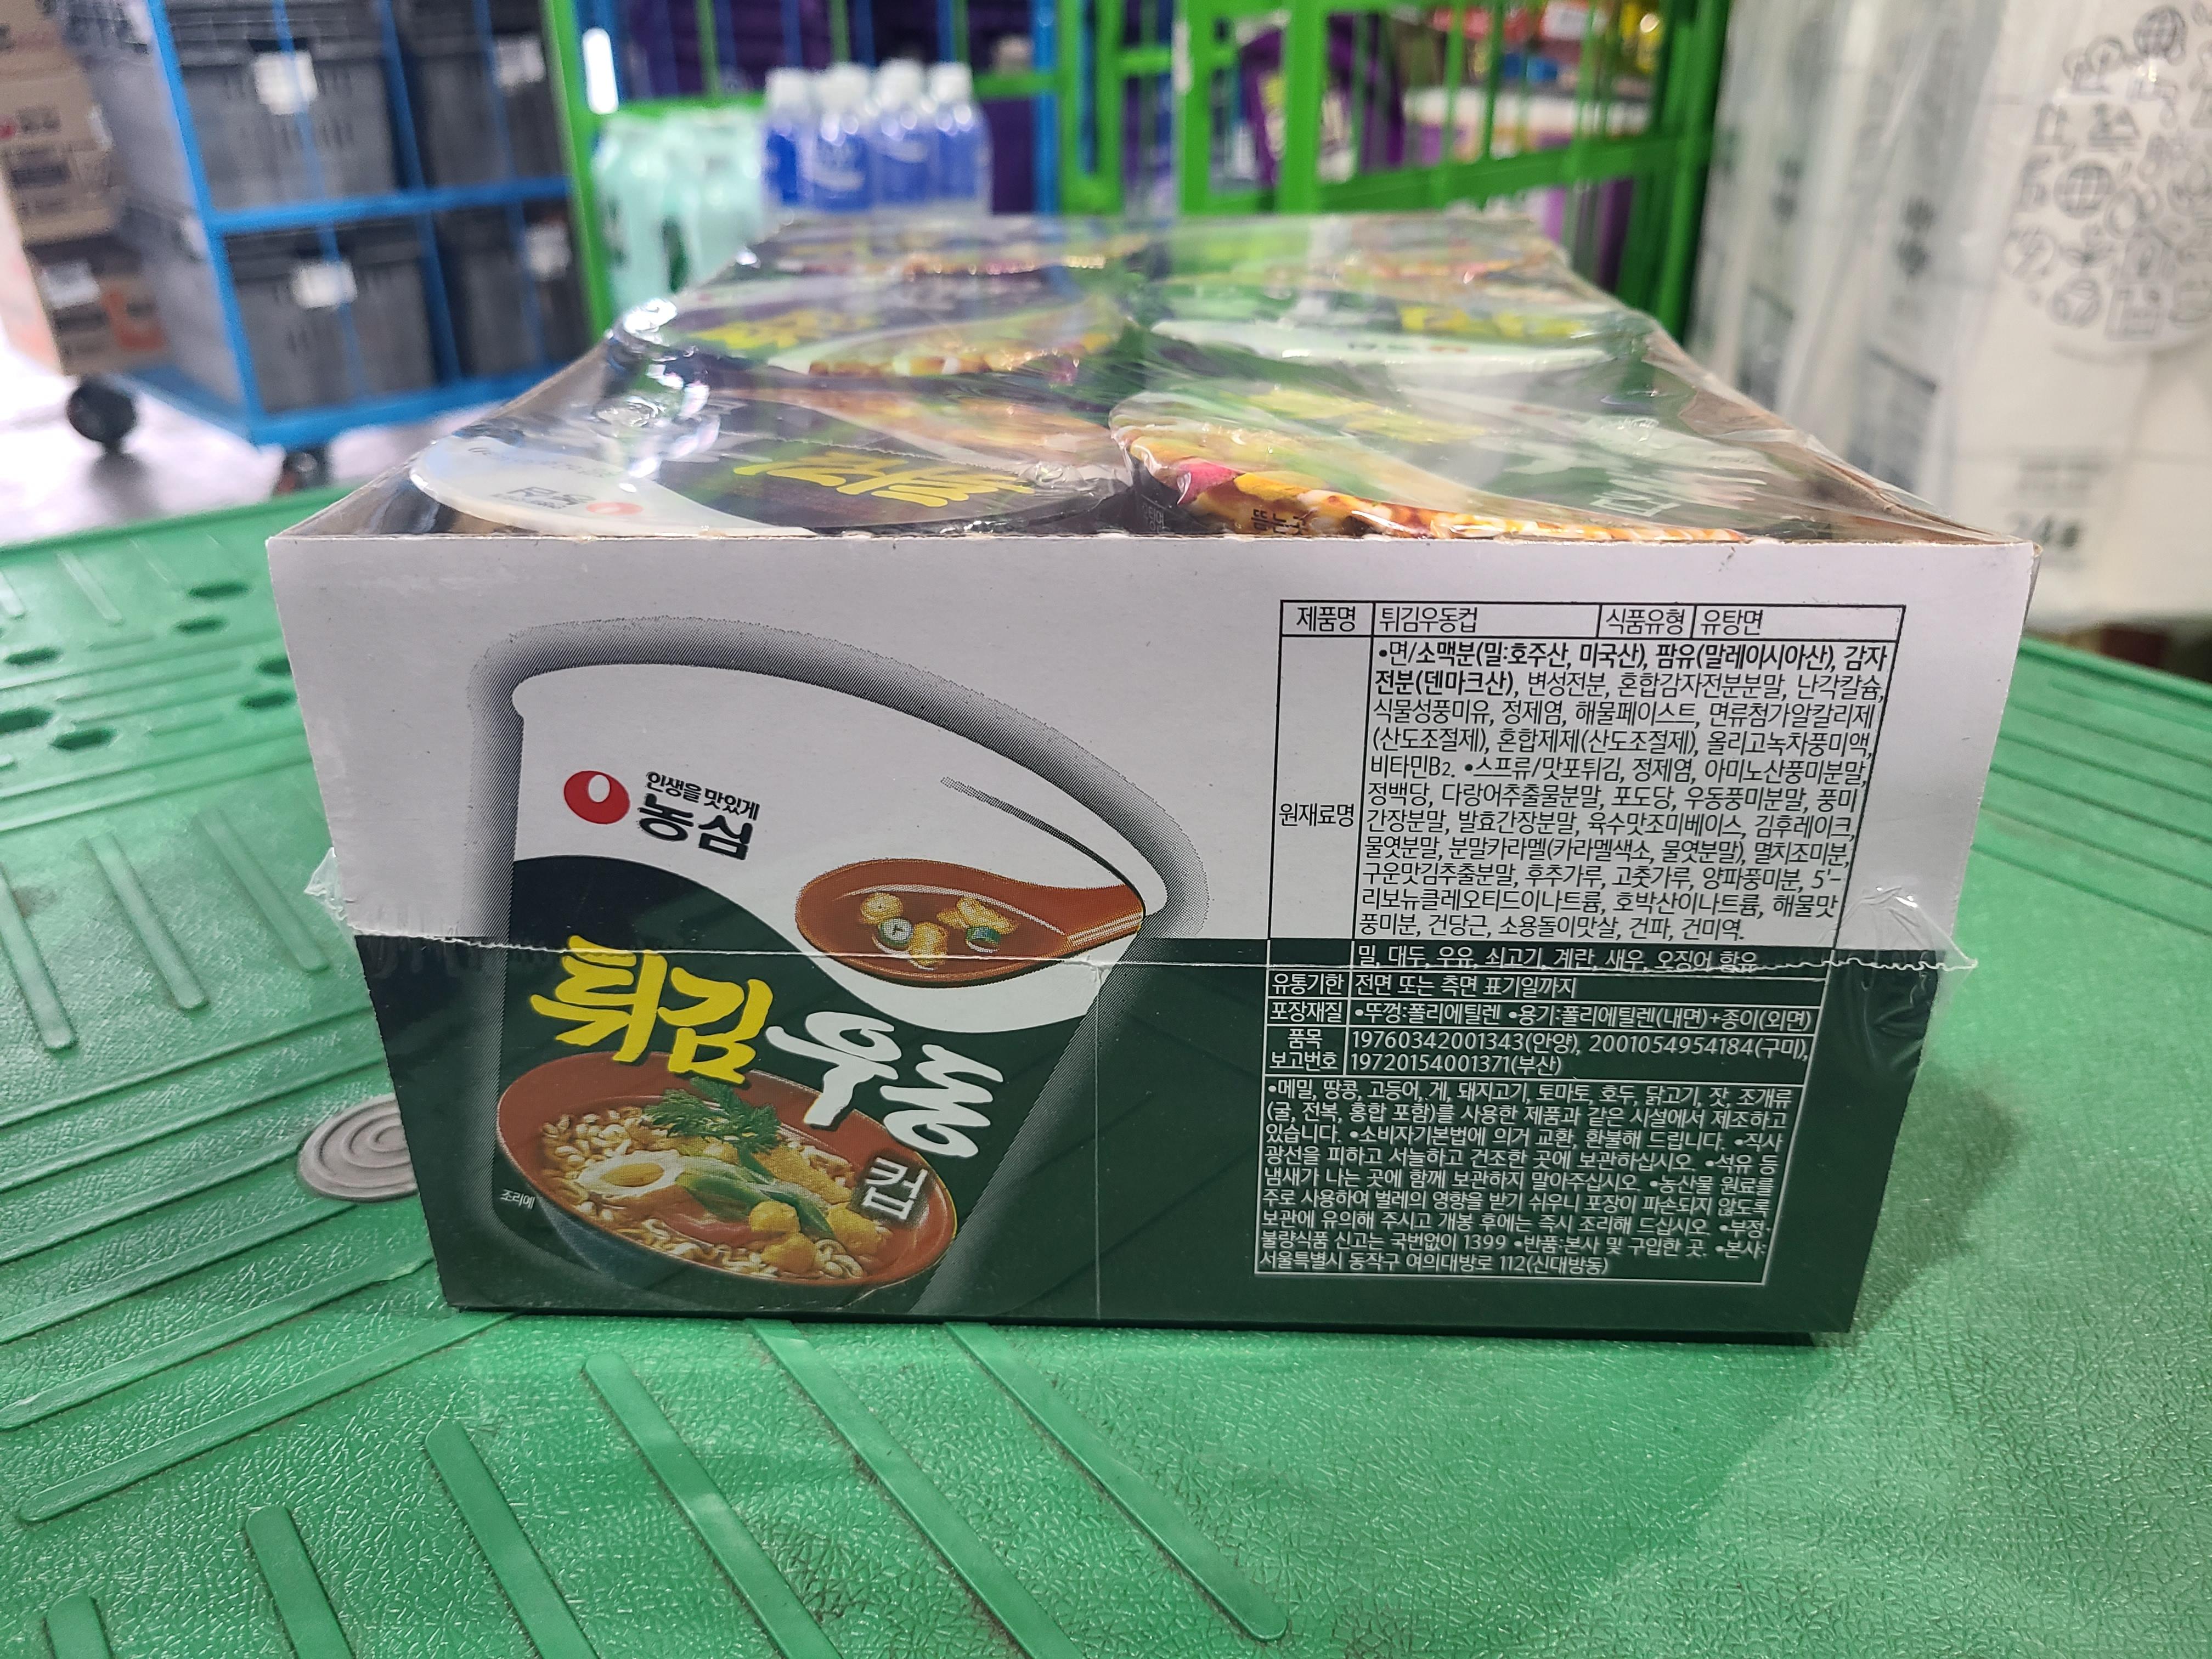 농심
튀김
뚝는선
컵
24롤
인생을 맛있게
농심
튀김우동
컵
조리예
제품명 튀김우동컵 식품유형 유탕면
원재료명
•면/소맥분(밀:호주산, 미국산), 팜유(말레이시아산), 감자
전분(덴마크산), 변성전분, 혼합감자전분분말, 난각칼슘,
식물성풍미유, 정제염, 해물페이스트, 면류첨가알칼리제
(산도조절제), 혼합제제(산도조절제), 올리고녹차풍미액,
비타민B2. •스프류/맛포튀김, 정제염, 아미노산풍미분말,
정백당, 다랑어추출물분말, 포도당, 우동풍미분말, 풍미
간장분말, 발효간장분말, 육수맛조미베이스, 김후레이크,
물엿분말, 분말카라멜(카라멜색소, 물엿분말), 멸치조미분,
구운맛김추출분말, 후추가루, 고춧가루, 양파풍미분, 5'-
리보뉴클레오티드이나트륨, 호박산이나트륨, 해물맛
풍미분, 건당근, 소용돌이맛살, 건파, 건미역.
밀, 대두, 우유, 쇠고기, 계란, 새우, 오징어 함유
유통기한 전면 또는 측면 표기일까지
포장재질 •뚜껑:폴리에틸렌 •용기:폴리에틸렌(내면)+종이(외면)
품목
보고번호
19760342001343(안양), 2001054954184(구미),
19720154001371(부산)
•메밀, 땅콩, 고등어, 게, 돼지고기, 토마토, 호두, 닭고기, 잣, 조개류
(굴, 전복, 홍합 포함)를 사용한 제품과 같은 시설에서 제조하고
있습니다. •소비자기본법에 의거 교환, 환불해 드립니다. •직사
광선을 피하고 서늘하고 건조한 곳에 보관하십시오 •석유 등
냄새가 나는 곳에 함께 보관하지 말아주십시오. •농산물 원료를
주로 사용하여 벌레의 영향을 받기 쉬우니 포장이 파손되지 않도록
보관에 유의해 주시고 개봉 후에는 즉시 조리해 드십시오 •부정·
불량식품 신고는 국번없이 1399 •반품:본사 및 구입한 곳. •본사:
서울특별시 동작구 여의대방로 112(신대방동)